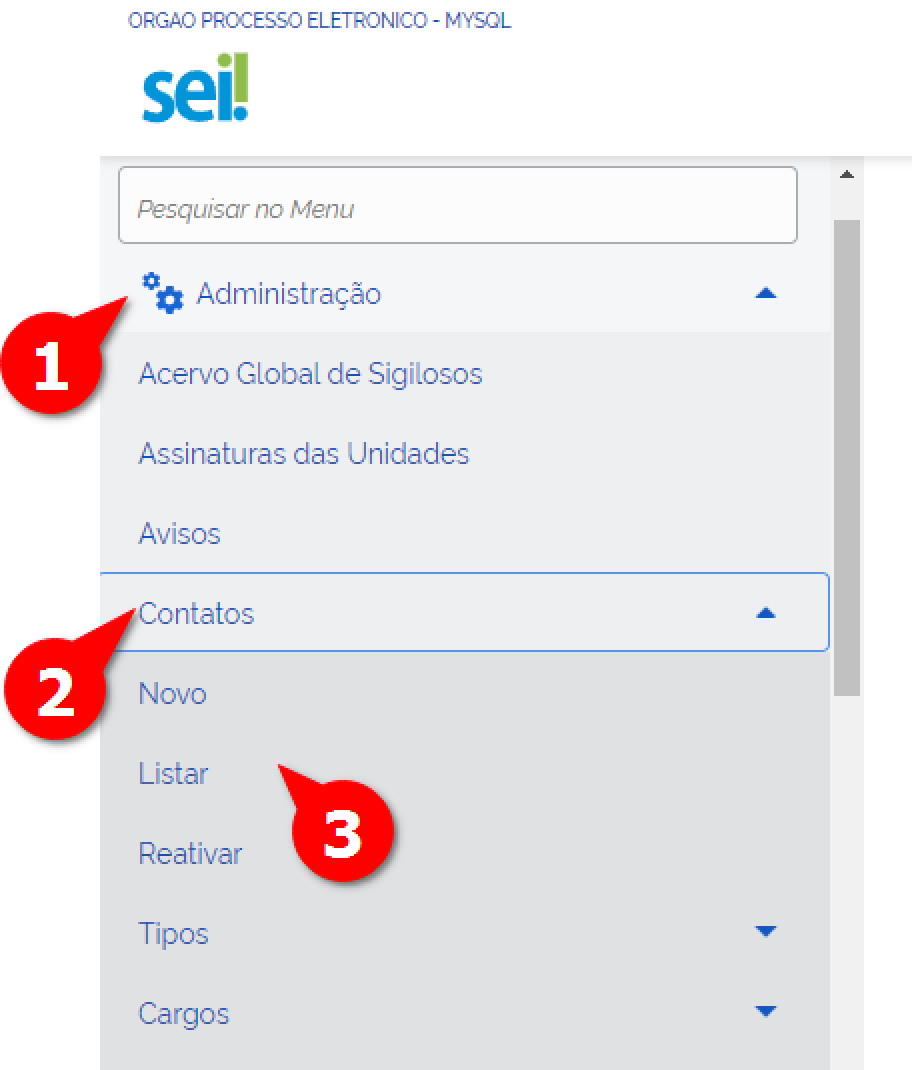 ORGAO PROCESSO ELETRONICO - MYSQL
sei!
Pesquisar no Menu
Administração
1
Acervo Global de Sigilosos
Assinaturas das Unidades
Avisos
Contatos
2
Novo
Listar
3
Reativar
Tipos
Cargos